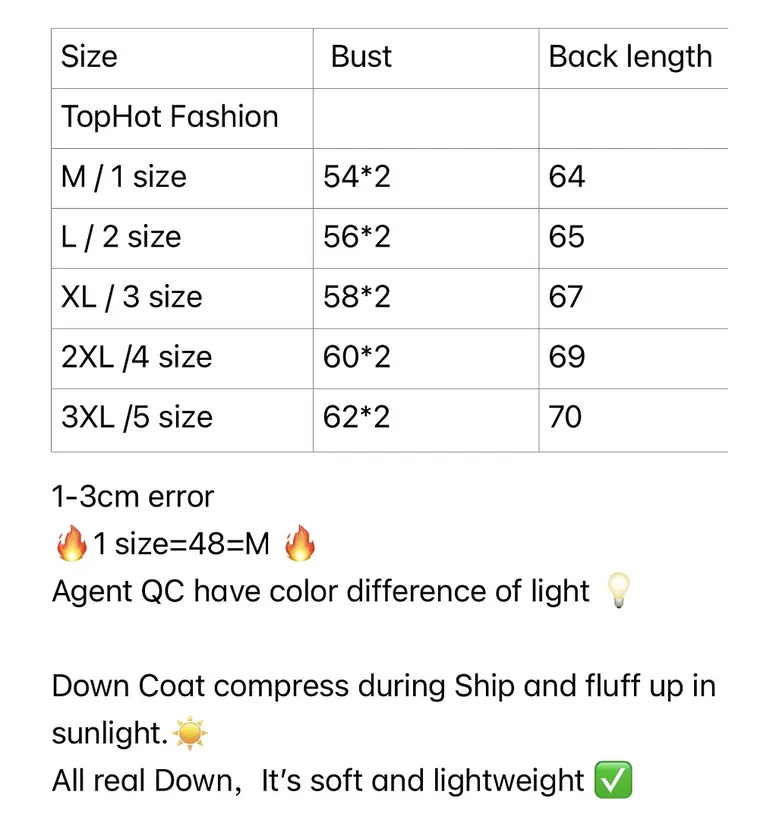 Size Bust Back length
TopHot Fashion
M / 1 size 54*2 64
L / 2 size 56*2 65
XL / 3 size 58*2 67
2XL /4 size 60*2 69
3XL /5 size 62*2 70
1-3cm error
🔥1 size=48=M 🔥
Agent QC have color difference of light 💡
Down Coat compress during Ship and fluff up in
sunlight.☀️
All real Down，It’s soft and lightweight ✅